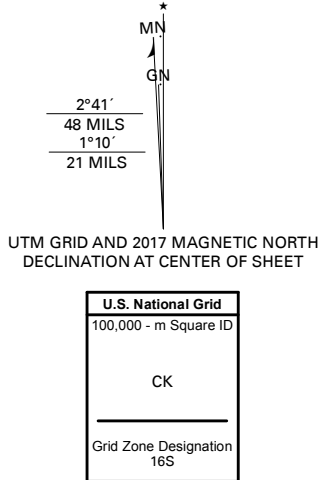 MN
GN
2°41´
48 MILS
1°10´
21 MILS
UTM GRID AND 2017 MAGNETIC NORTH
DECLINATION AT CENTER OF SHEET
U.S. National Grid
100,000 - m Square ID
CK
Grid Zone Designation
16S